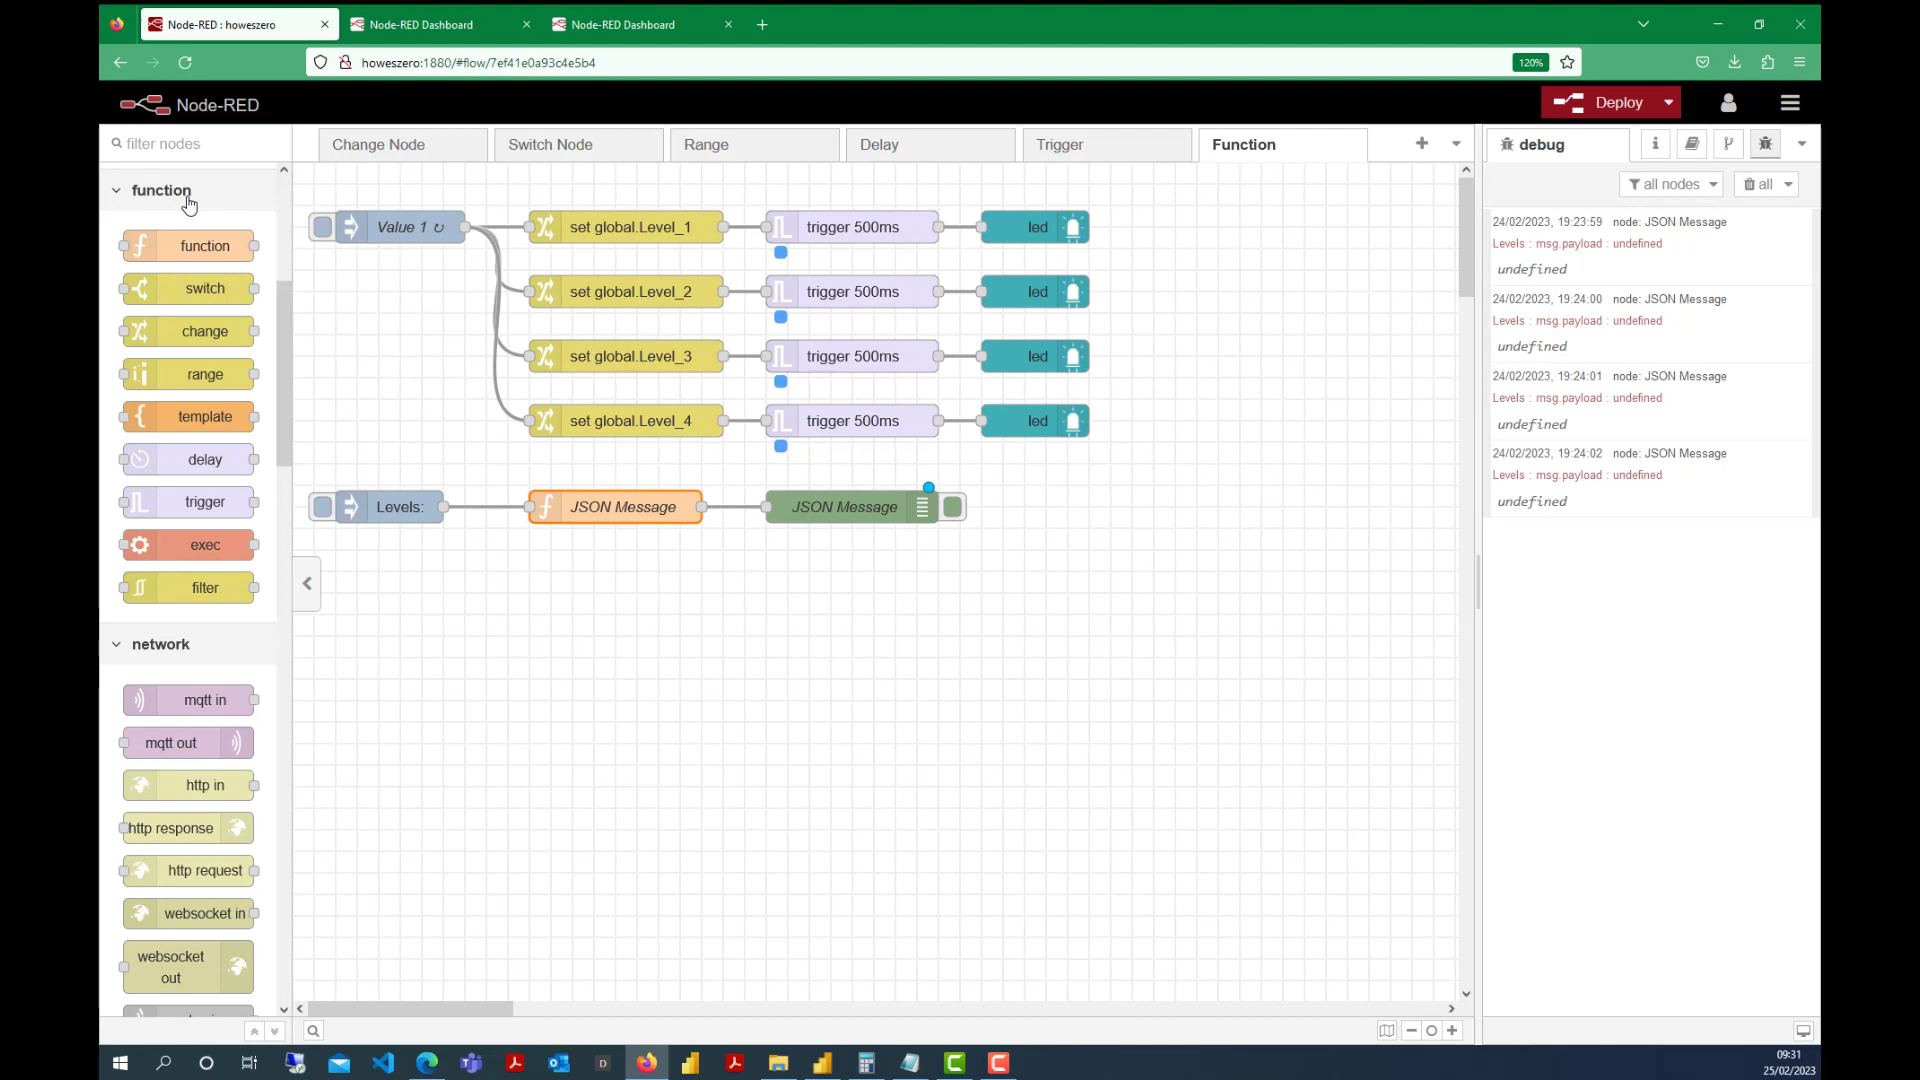 Node-RED : howeszero
Node-RED Dashboard
Node-RED Dashboard
howeszero:1880/#flow/7ef41e0a93c4e5b4
120%
Node-RED
Deploy
filter nodes
Change Node
Switch Node
Range
Delay
Trigger
Function
debug
all nodes
all
function
function
switch
change
range
template
delay
trigger
exec
filter
network
mqtt in
mqtt out
http in
http response
http request
websocket in
websocket
out
Value 1 ↻
set global.Level_1
trigger 500ms
led
set global.Level_2
trigger 500ms
led
set global.Level_3
trigger 500ms
led
set global.Level_4
trigger 500ms
led
Levels:
JSON Message
JSON Message
24/02/2023, 19:23:59 node: JSON Message
Levels : msg.payload : undefined
undefined
24/02/2023, 19:24:00 node: JSON Message
Levels : msg.payload : undefined
undefined
24/02/2023, 19:24:01 node: JSON Message
Levels : msg.payload : undefined
undefined
24/02/2023, 19:24:02 node: JSON Message
Levels : msg.payload : undefined
undefined
09:31
25/02/2023